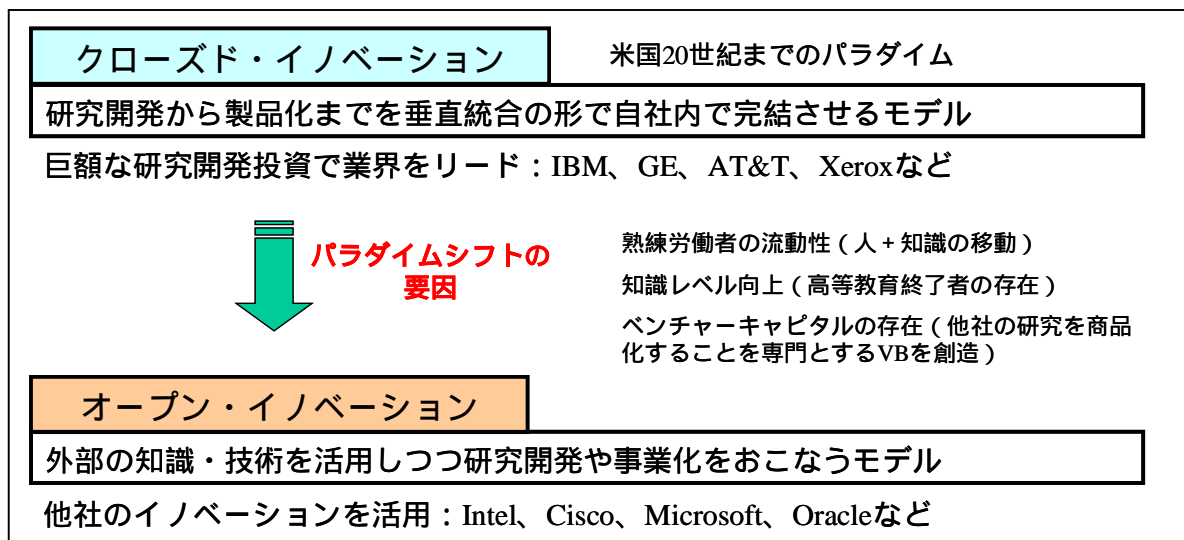 クローズド・イノベーション
米国20世紀までのパラダイム
研究開発から製品化までを垂直統合の形で自社内で完結させるモデル
巨額な研究開発投資で業界をリード：IBM、GE、AT&T、Xeroxなど
パラダイムシフトの
要因
熟練労働者の流動性（人＋知識の移動）
知識レベル向上（高等教育終了者の存在）
ベンチャーキャピタルの存在（他社の研究を商品
化することを専門とするVBを創造）
オープン・イノベーション
外部の知識・技術を活用しつつ研究開発や事業化をおこなうモデル
他社のイノベーションを活用：Intel、Cisco、Microsoft、Oracleなど